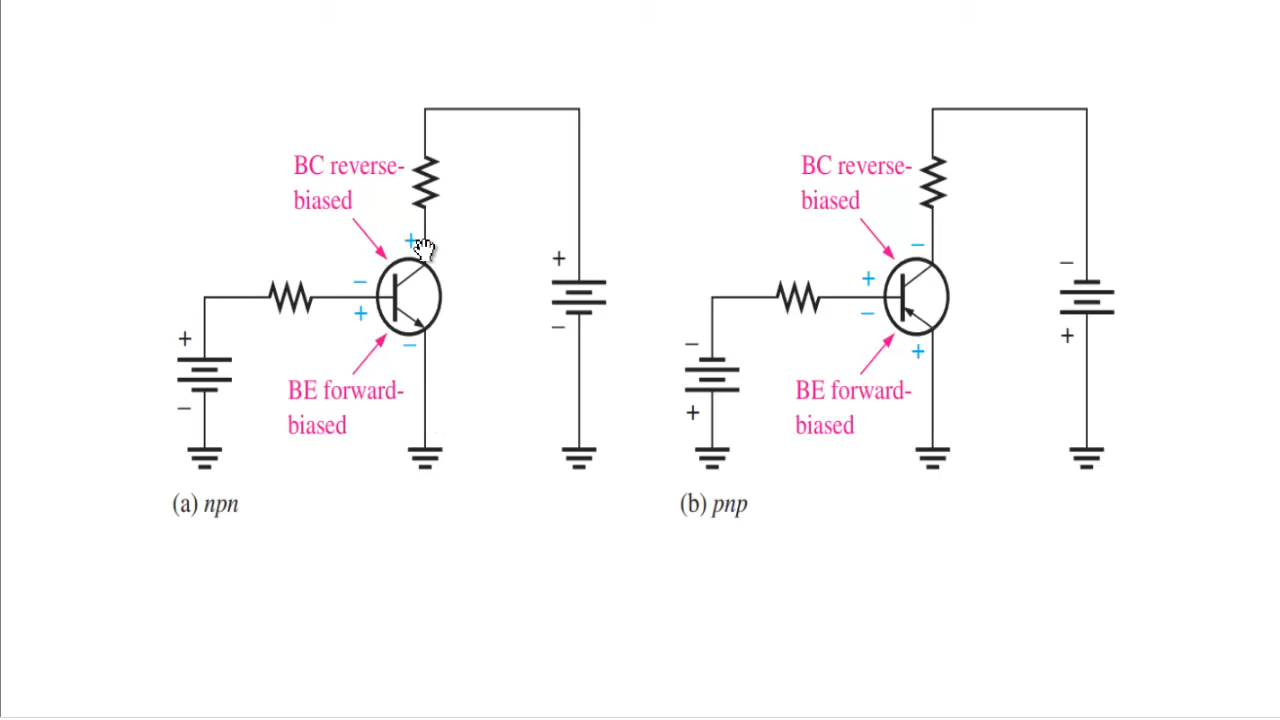 BC reverse-
biased
+
−
+
−
+
−
+
−
BE forward-
biased
(a) npn
BC reverse-
biased
−
+
−
+
−
+
−
+
BE forward-
biased
(b) pnp